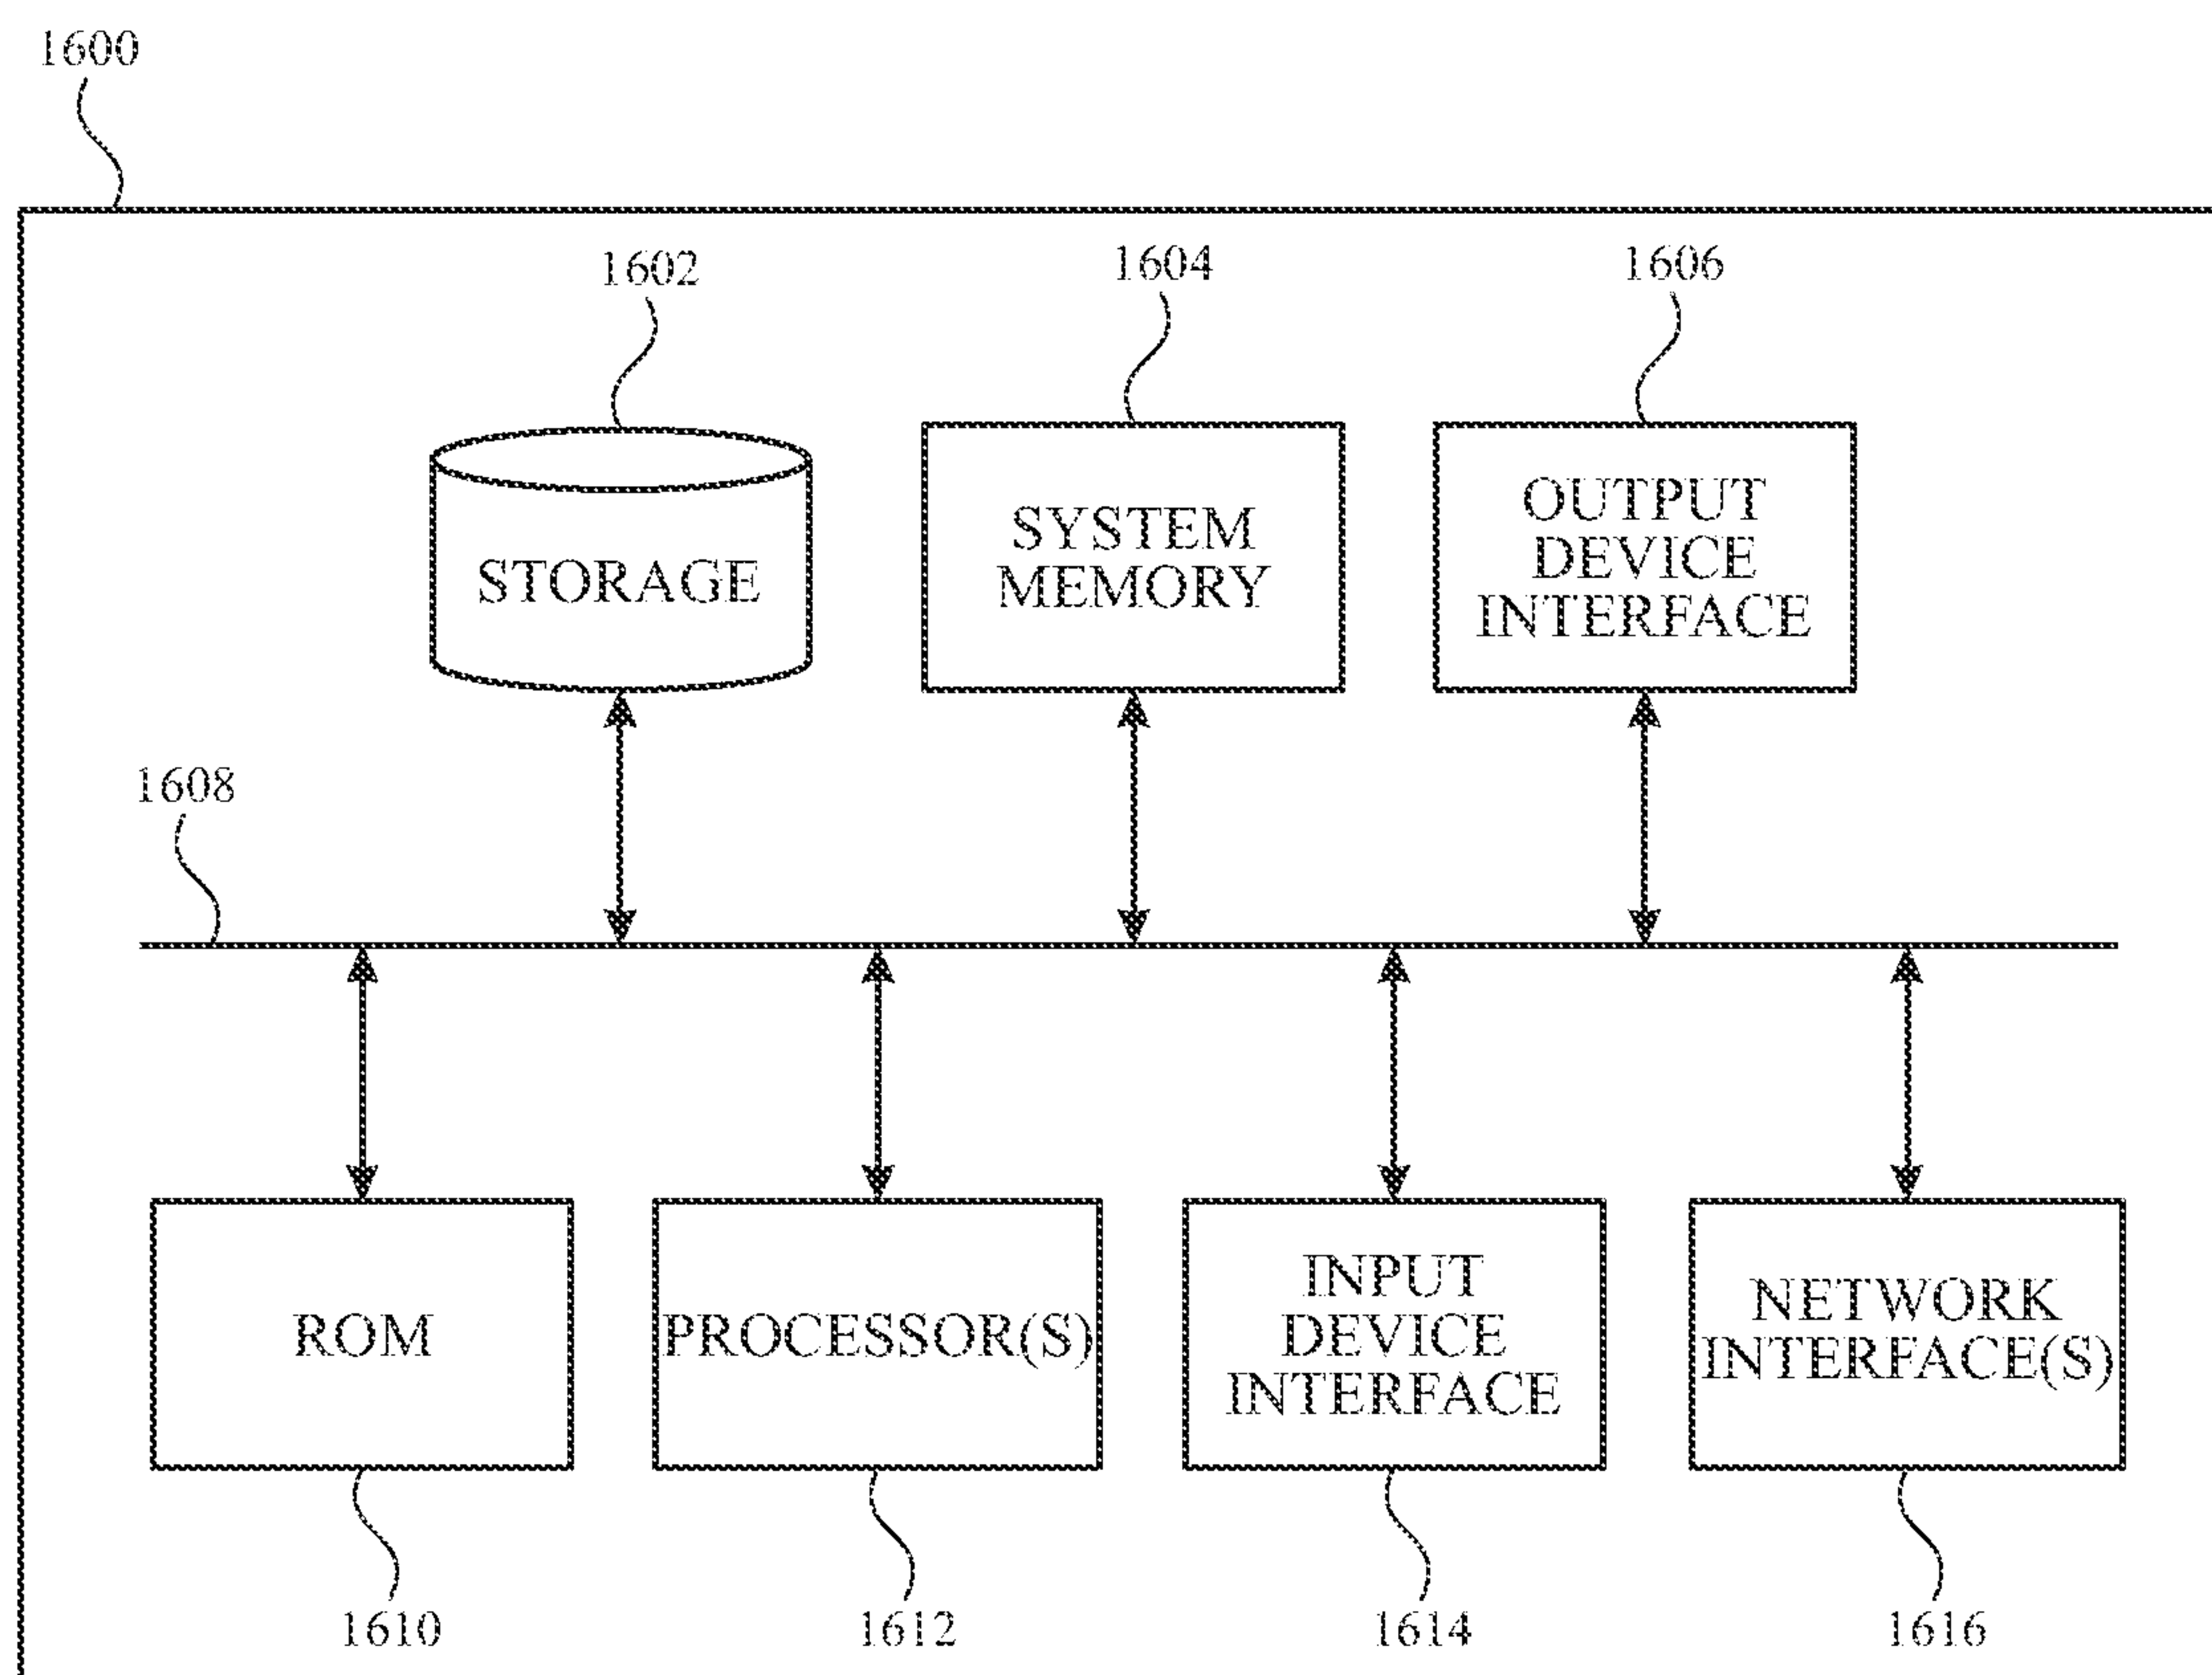 1600
1602
1604
1606
STORAGE
SYSTEM
MEMORY
OUTPUT
DEVICE
INTERFACE
1608
ROM
PROCESSOR(S)
INPUT
DEVICE
INTERFACE
NETWORK
INTERFACE(S)
1610
1612
1614
1616